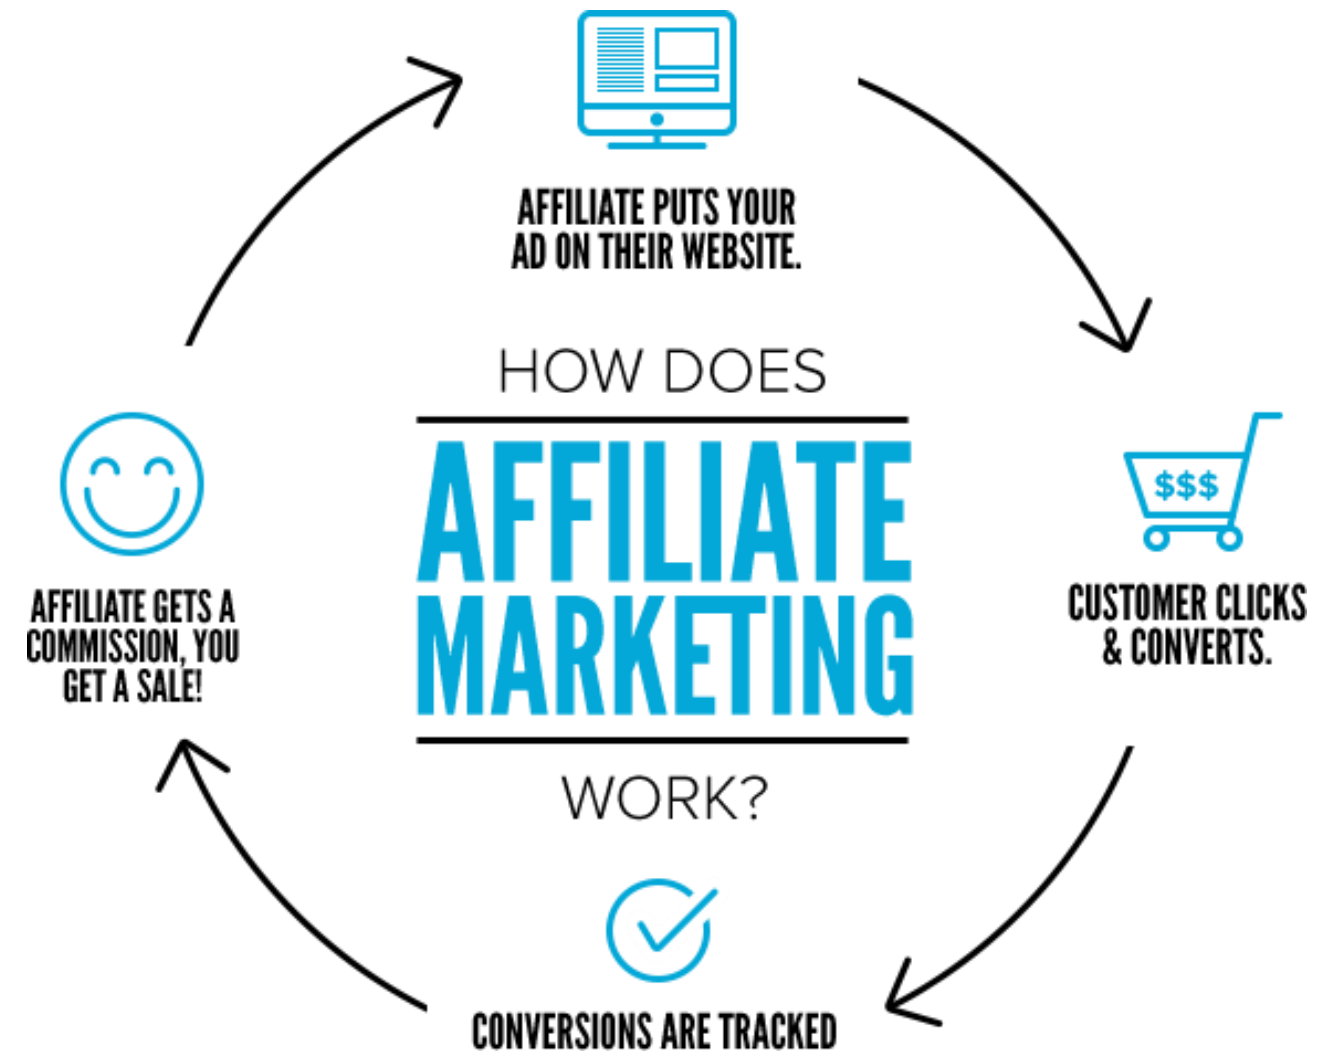 AFFILIATE PUTS YOUR
AD ON THEIR WEBSITE.
HOW DOES
AFFILIATE
MARKETING
WORK?
$$$
CUSTOMER CLICKS
& CONVERTS.
CONVERSIONS ARE TRACKED
AFFILIATE GETS A
COMMISSION, YOU
GET A SALE!